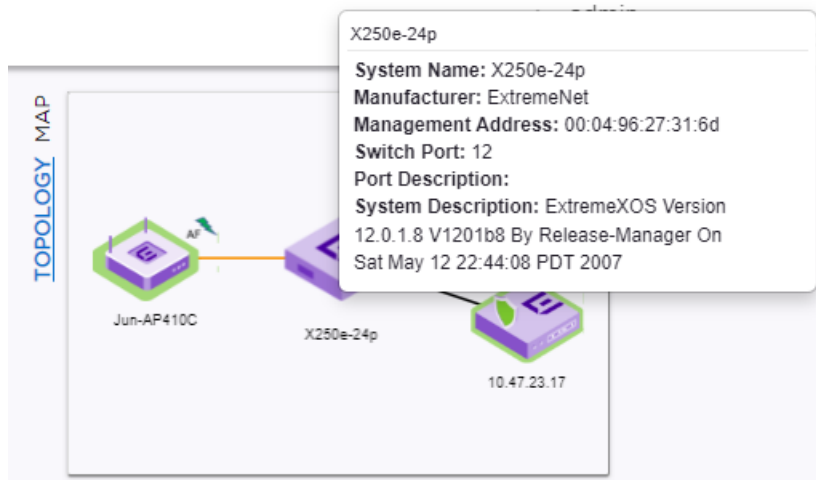 X250e-24p
System Name: X250e-24p
Manufacturer: ExtremeNet
Management Address: 00:04:96:27:31:6d
Switch Port: 12
Port Description:
System Description: ExtremeXOS Version
12.0.1.8 V1201b8 By Release-Manager On
Sat May 12 22:44:08 PDT 2007
TOPOLOGY MAP
AF
Jun-AP410C
X250e-24p
10.47.23.17